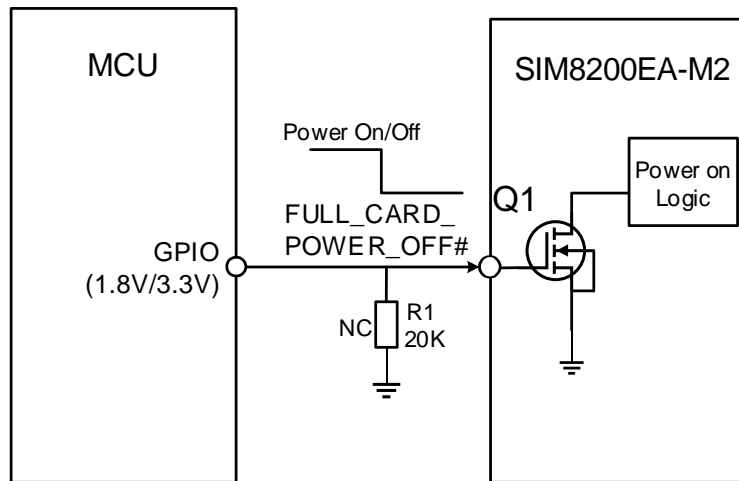 MCU
SIM8200EA-M2
Power On/Off
Power on
Logic
Q1
FULL_CARD_
POWER_OFF#
GPIO
(1.8V/3.3V)
NC
R1
20K